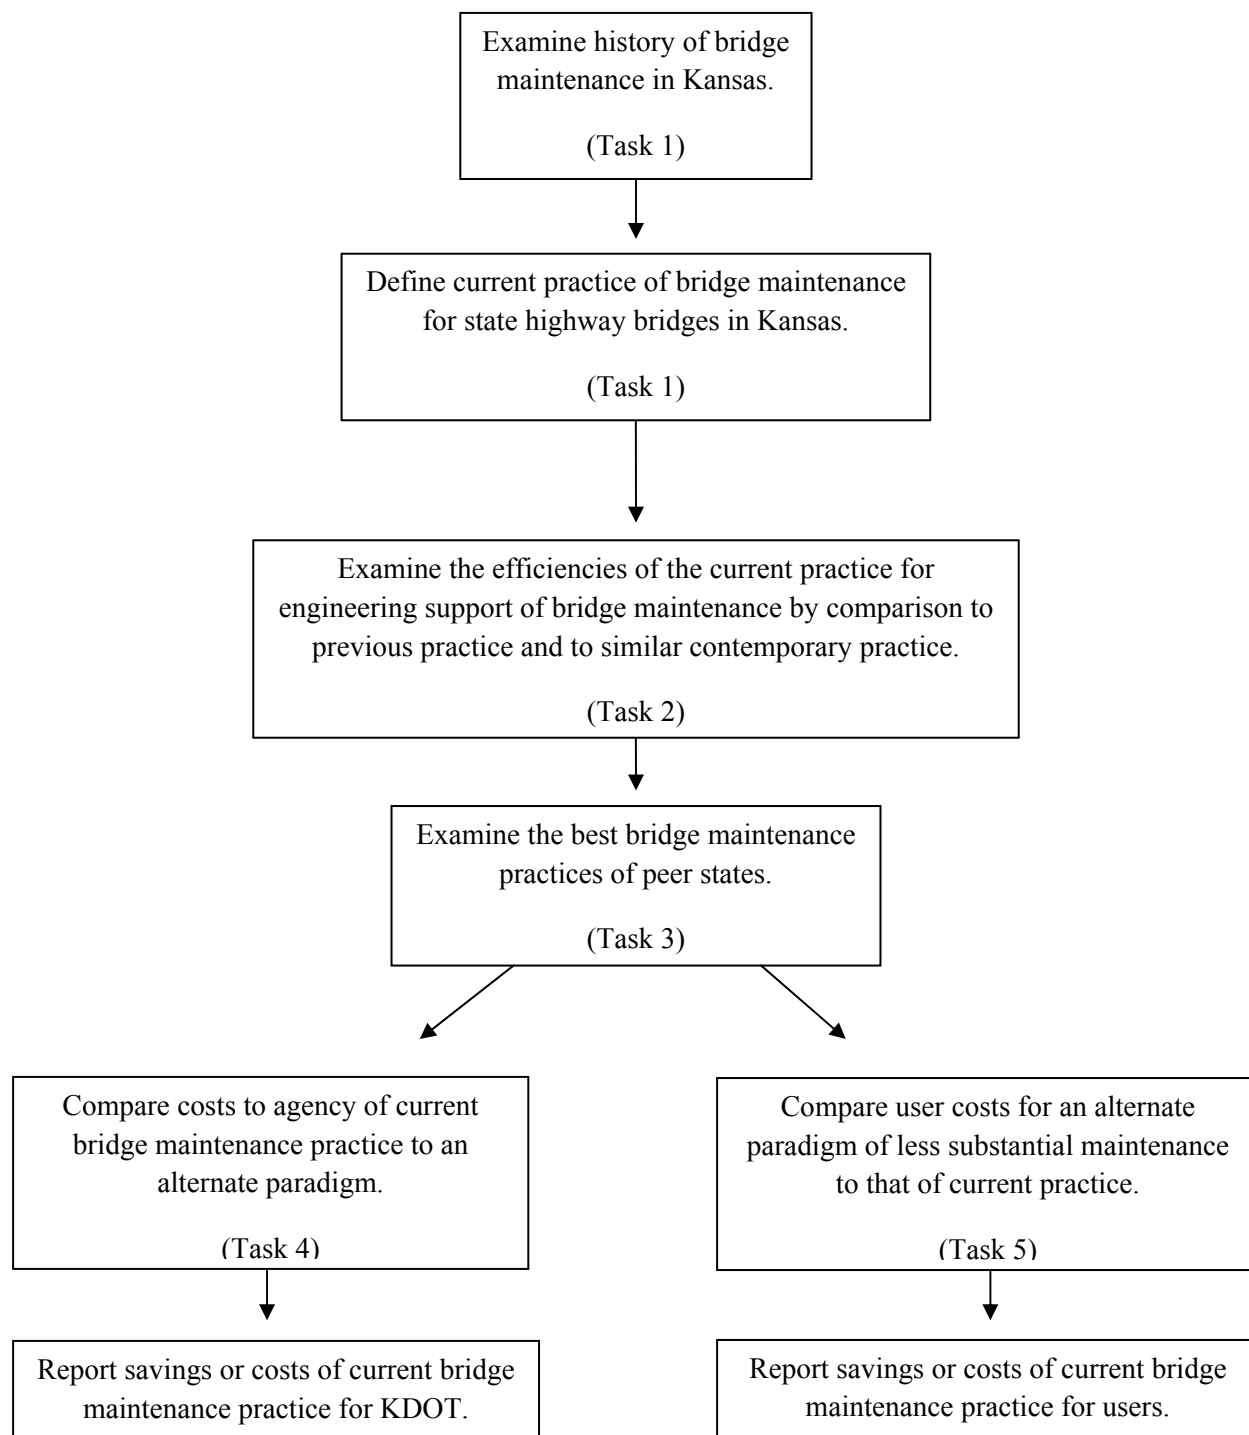 Examine history of bridge
maintenance in Kansas.
(Task 1)
Define current practice of bridge maintenance
for state highway bridges in Kansas.
(Task 1)
Examine the efficiencies of the current practice for
engineering support of bridge maintenance by comparison to
previous practice and to similar contemporary practice.
(Task 2)
Examine the best bridge maintenance
practices of peer states.
(Task 3)
Compare costs to agency of current
bridge maintenance practice to an
alternate paradigm.
(Task 4)
Compare user costs for an alternate
paradigm of less substantial maintenance
to that of current practice.
(Task 5)
Report savings or costs of current bridge
maintenance practice for KDOT.
Report savings or costs of current bridge
maintenance practice for users.